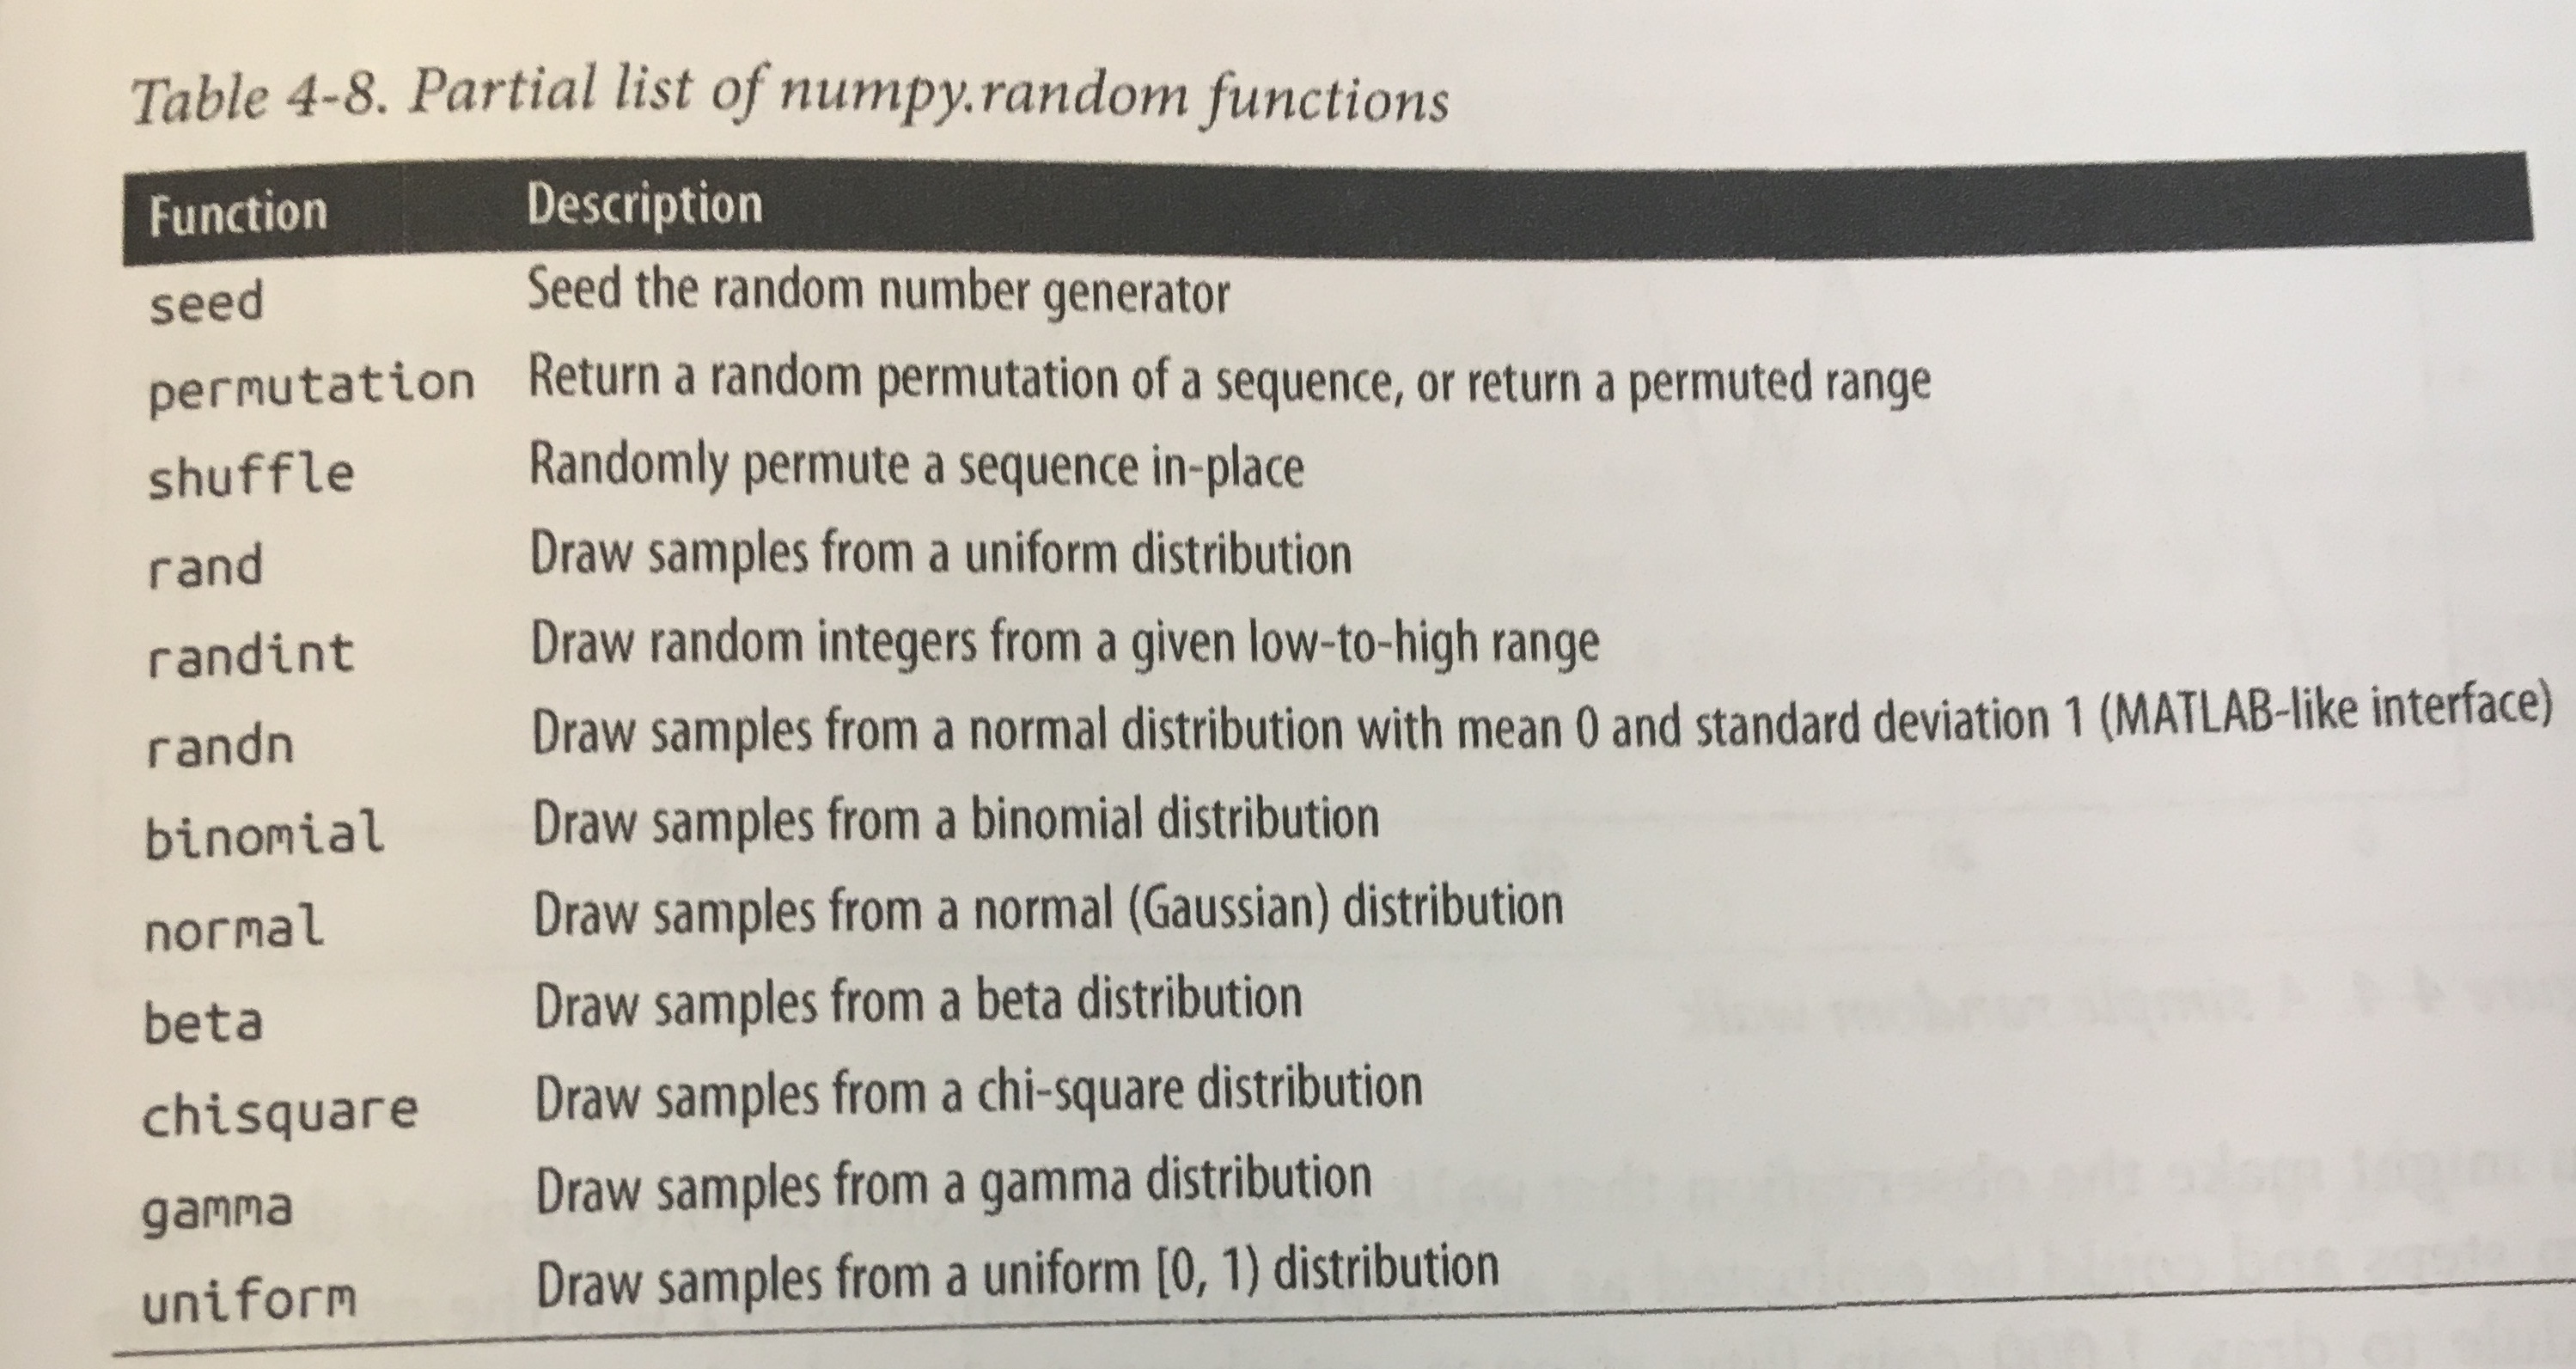 Table 4-8. Partial list of numpy.random functions
Function Description
seed Seed the random number generator
permutation Return a random permutation of a sequence, or return a permuted range
shuffle Randomly permute a sequence in-place
rand Draw samples from a uniform distribution
randint Draw random integers from a given low-to-high range
randn Draw samples from a normal distribution with mean 0 and standard deviation 1 (MATLAB-like interface)
binomial Draw samples from a binomial distribution
normal Draw samples from a normal (Gaussian) distribution
beta Draw samples from a beta distribution
chisquare Draw samples from a chi-square distribution
gamma Draw samples from a gamma distribution
uniform Draw samples from a uniform [0, 1) distribution